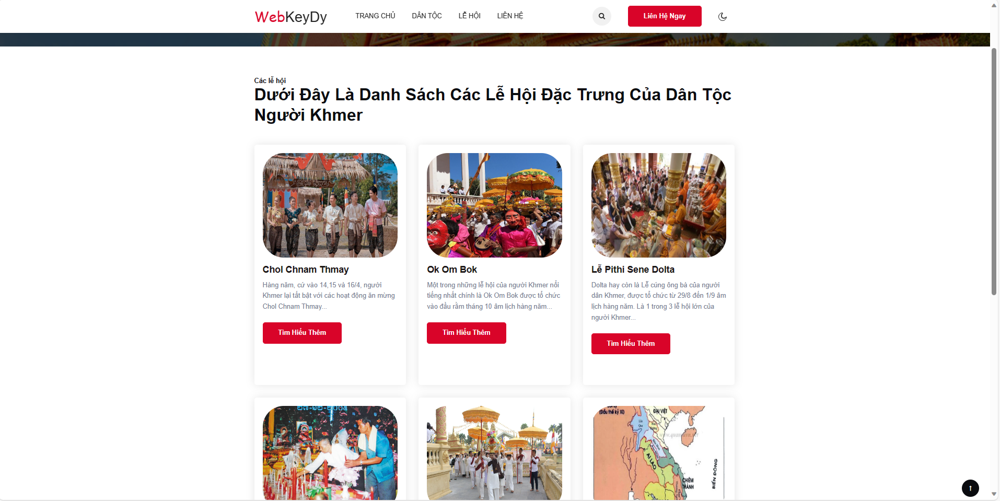 WebKeyDy
TRANG CHỦ
DÂN TỘC
LỄ HỘI
LIÊN HỆ
Liên Hệ Ngay
Các lễ hội
Dưới Đây Là Danh Sách Các Lễ Hội Đặc Trưng Của Dân Tộc
Người Khmer
Chol Chnam Thmay
Hàng năm, cứ vào 14,15 và 16/4, người
Khmer lại tất bật với các hoạt động ăn mừng
Chol Chnam Thmay...
Tìm Hiểu Thêm
Ok Om Bok
Một trong những lễ hội của người Khmer nổi
tiếng nhất chính là Ok Om Bok được tổ chức
vào đầu rằm tháng 10 âm lịch hàng năm...
Tìm Hiểu Thêm
Lễ Pithi Sene Dolta
Dolta hay còn là Lễ cúng ông bà của người
dân Khmer, được tổ chức từ 29/8 đến 1/9 âm
lịch hàng năm. Là 1 trong 3 lễ hội lớn của
người Khmer...
Tìm Hiểu Thêm
(Đầu thế kỷ XI)
ĐẠI VIỆT
AI LAO
CHIÊM
THÀNH
BIỂN ĐÔNG